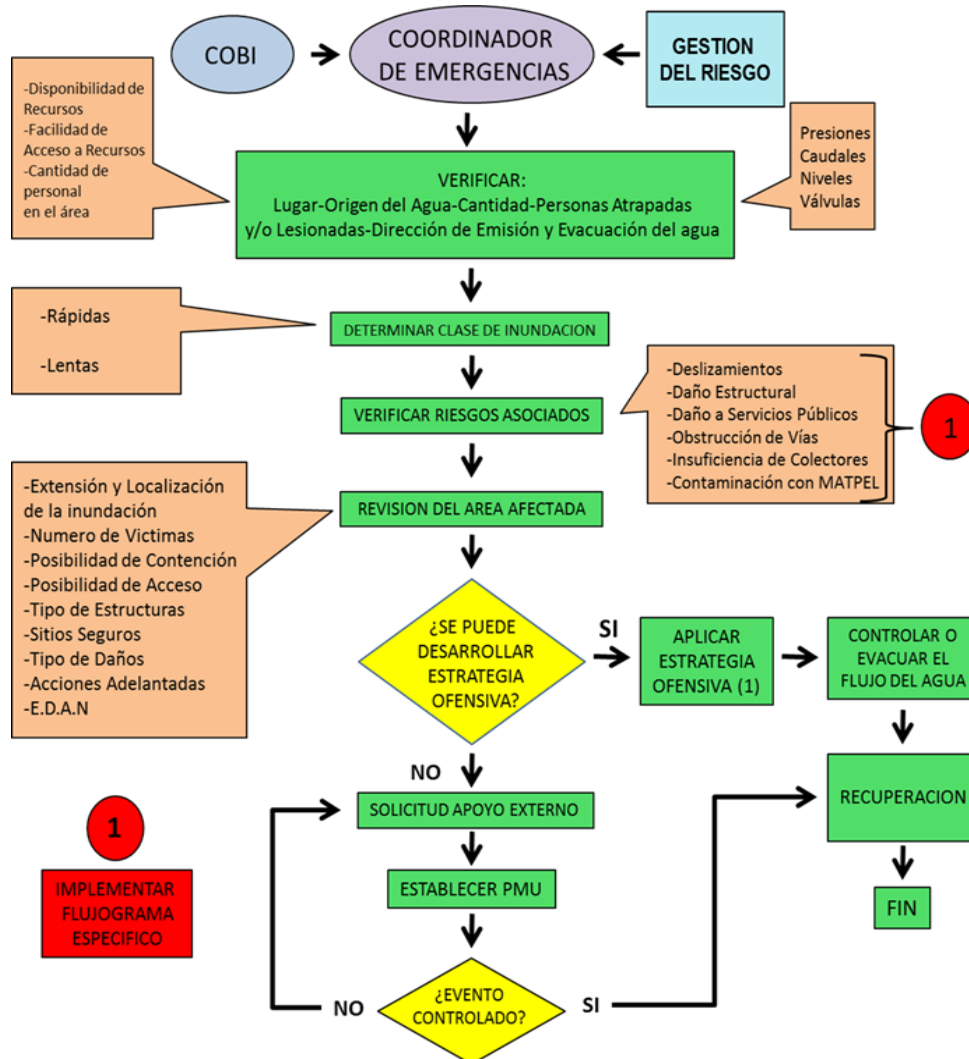 COBI
COORDINADOR
DE EMERGENCIAS
GESTION
DEL RIESGO
-Disponibilidad de
Recursos
-Facilidad de
Acceso a Recursos
-Cantidad de
personal
en el área
VERIFICAR:
Lugar-Origen del Agua-Cantidad-Personas Atrapadas
y/o Lesionadas-Dirección de Emisión y Evacuación del agua
Presiones
Caudales
Niveles
Válvulas
-Rápidas
-Lentas
DETERMINAR CLASE DE INUNDACION
VERIFICAR RIESGOS ASOCIADOS
-Deslizamientos
-Daño Estructural
-Daño a Servicios Públicos
-Obstrucción de Vías
-Insuficiencia de Colectores
-Contaminación con MATPEL
1
-Extensión y Localización
de la inundación
-Numero de Victimas
-Posibilidad de Contención
-Posibilidad de Acceso
-Tipo de Estructuras
-Sitios Seguros
-Tipo de Daños
-Acciones Adelantadas
-E.D.A.N
REVISION DEL AREA AFECTADA
¿SE PUEDE
DESARROLLAR
ESTRATEGIA
OFENSIVA?
SI
APLICAR
ESTRATEGIA
OFENSIVA (1)
CONTROLAR O
EVACUAR EL
FLUJO DEL AGUA
NO
SOLICITUD APOYO EXTERNO
RECUPERACION
1
IMPLEMENTAR
FLUJOGRAMA
ESPECIFICO
ESTABLECER PMU
FIN
NO
¿EVENTO
CONTROLADO?
SI